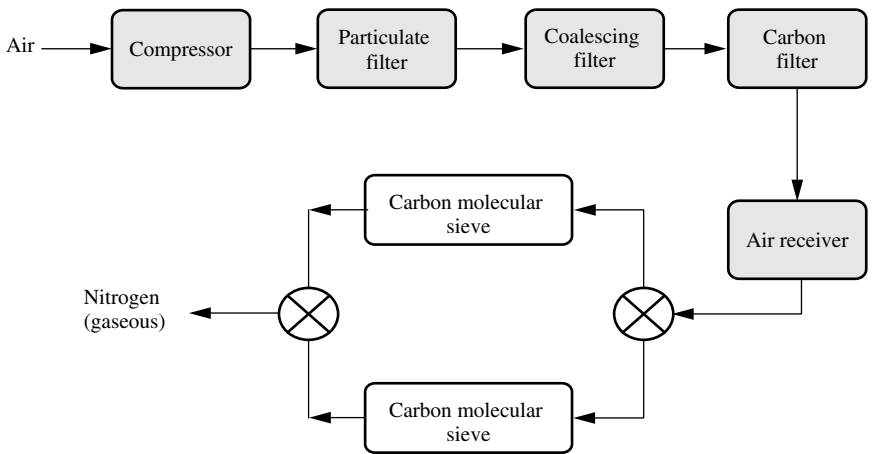 Air
Compressor
Particulate
filter
Coalescing
filter
Carbon
filter
Air receiver
Carbon molecular
sieve
Nitrogen
(gaseous)
Carbon molecular
sieve